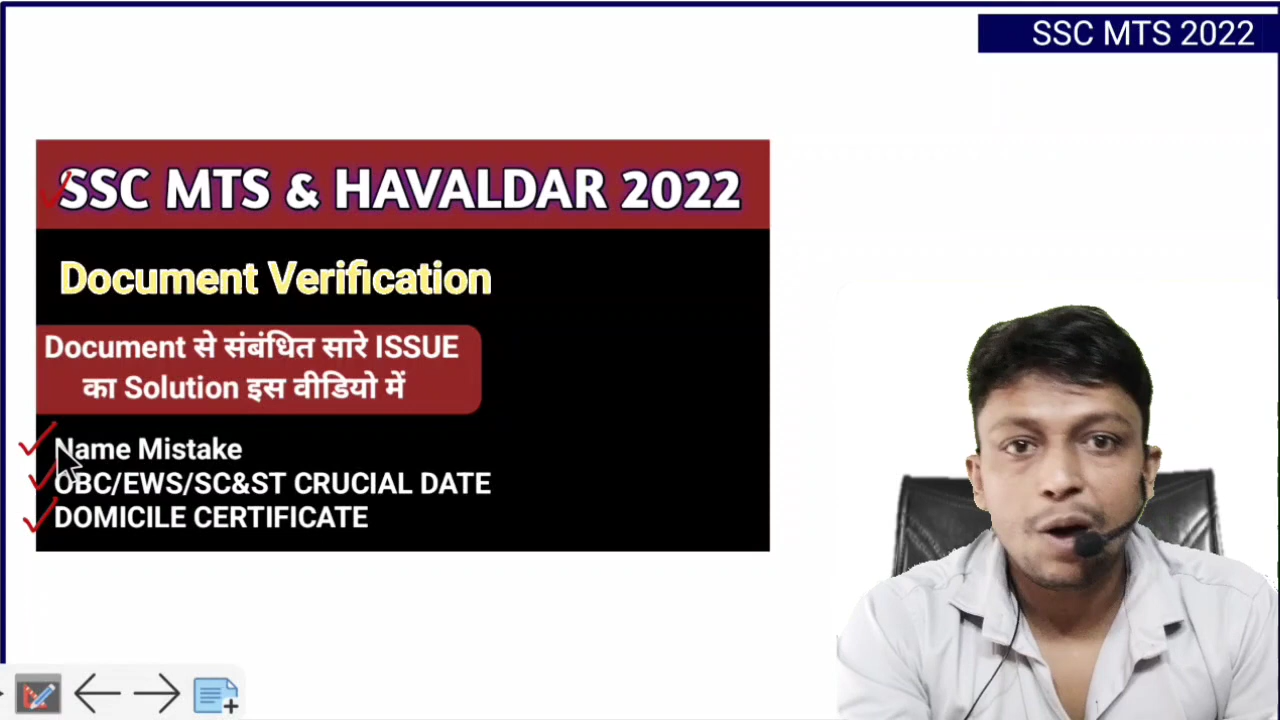 SSC MTS 2022
SSC MTS & HAVALDAR 2022
Document Verification
Document से संबंधित सारे ISSUE
का Solution इस वीडियो में
Name Mistake
OBC/EWS/SC&ST CRUCIAL DATE
DOMICILE CERTIFICATE